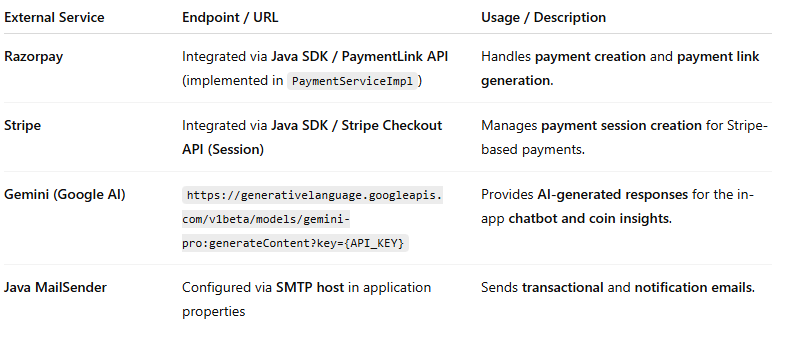 External Service Endpoint / URL Usage / Description
Razorpay Integrated via Java SDK / PaymentLink API Handles payment creation and payment link
(implemented in PaymentServiceImpl) generation.
Stripe Integrated via Java SDK / Stripe Checkout Manages payment session creation for Stripe-
API (Session) based payments.
Gemini (Google AI) https://generativelanguage.googleapis. Provides AI-generated responses for the in-
com/v1beta/models/gemini- app chatbot and coin insights.
pro:generateContent?key={API_KEY}
Java MailSender Configured via SMTP host in application Sends transactional and notification emails.
properties